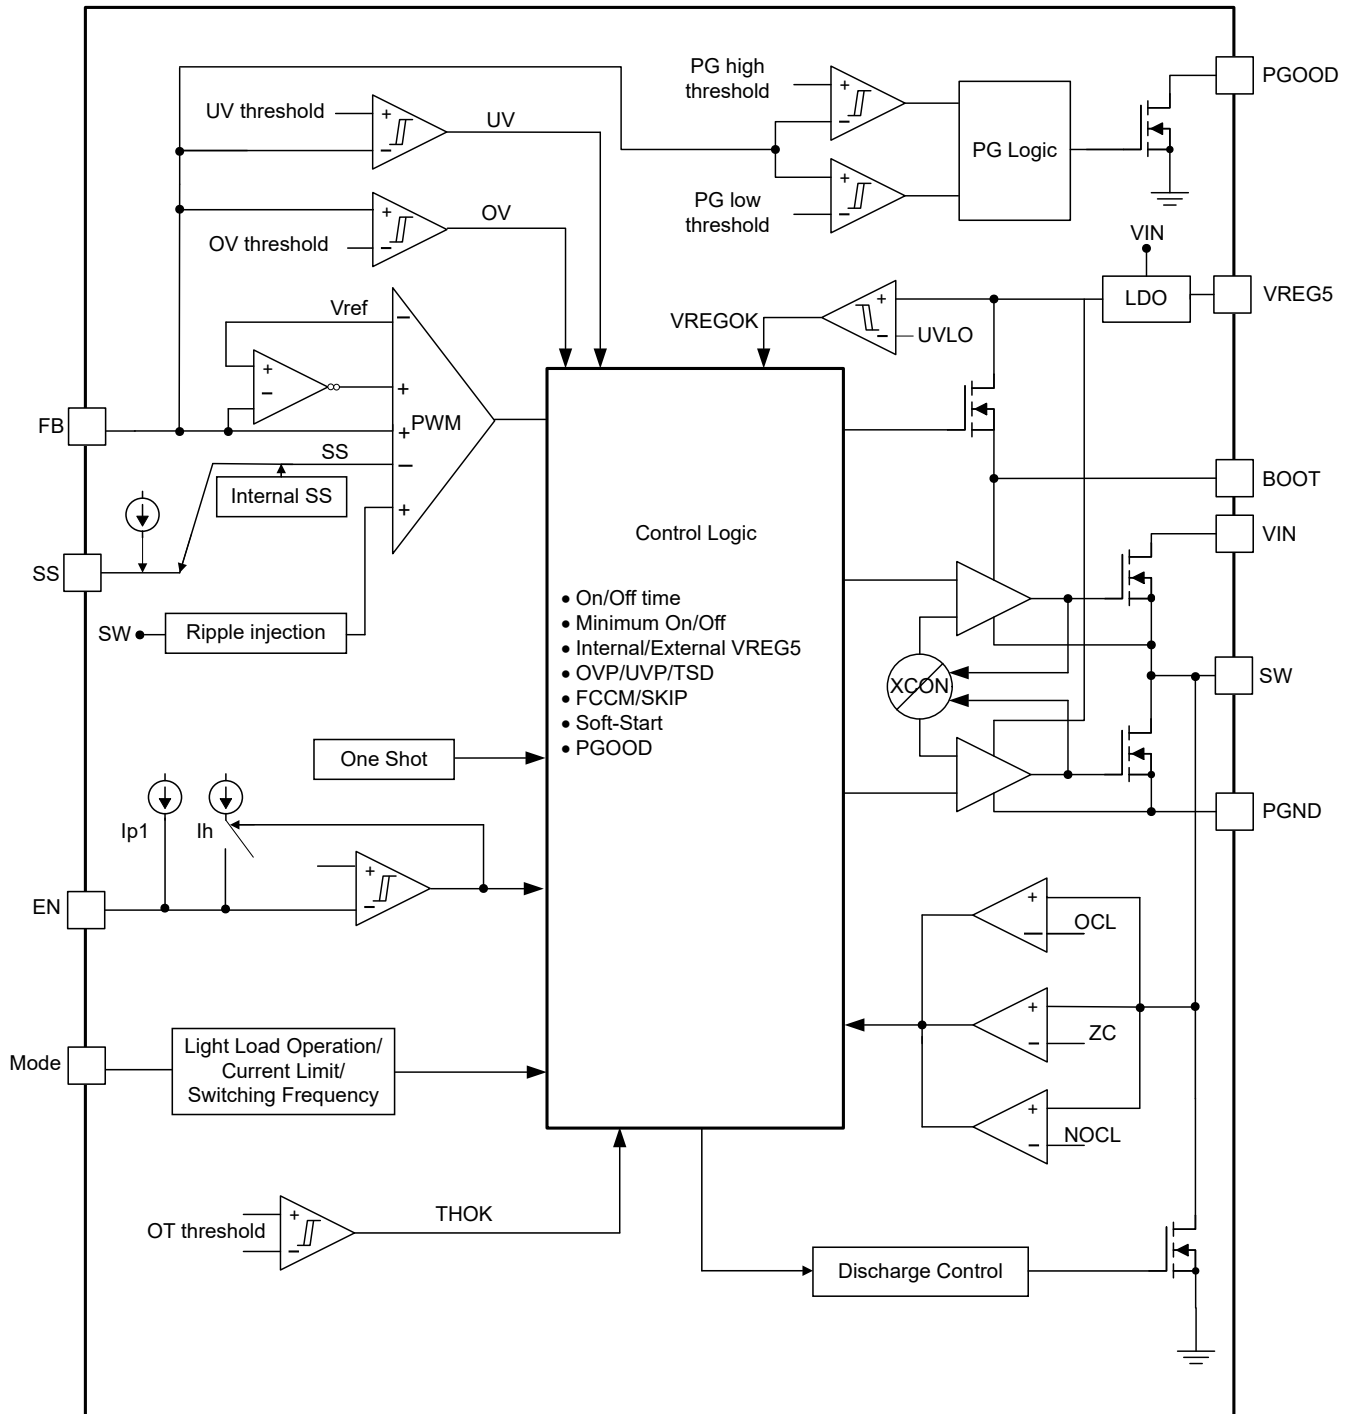 PG high
threshold
PGOOD
UV threshold
UV
PG Logic
PG low
threshold
OV
OV threshold
VIN
LDO
VREG5
Vref
VREGOK
UVLO
FB
PWM
SS
Internal SS
BOOT
VIN
SS
Control Logic
SW
Ripple injection
• On/Off time
• Minimum On/Off
• Internal/External VREG5
• OVP/UVP/TSD
• FCCM/SKIP
• Soft-Start
• PGOOD
XCON
SW
One Shot
Ip1
Ih
PGND
EN
OCL
ZC
NOCL
Mode
Light Load Operation/
Current Limit/
Switching Frequency
THOK
OT threshold
Discharge Control